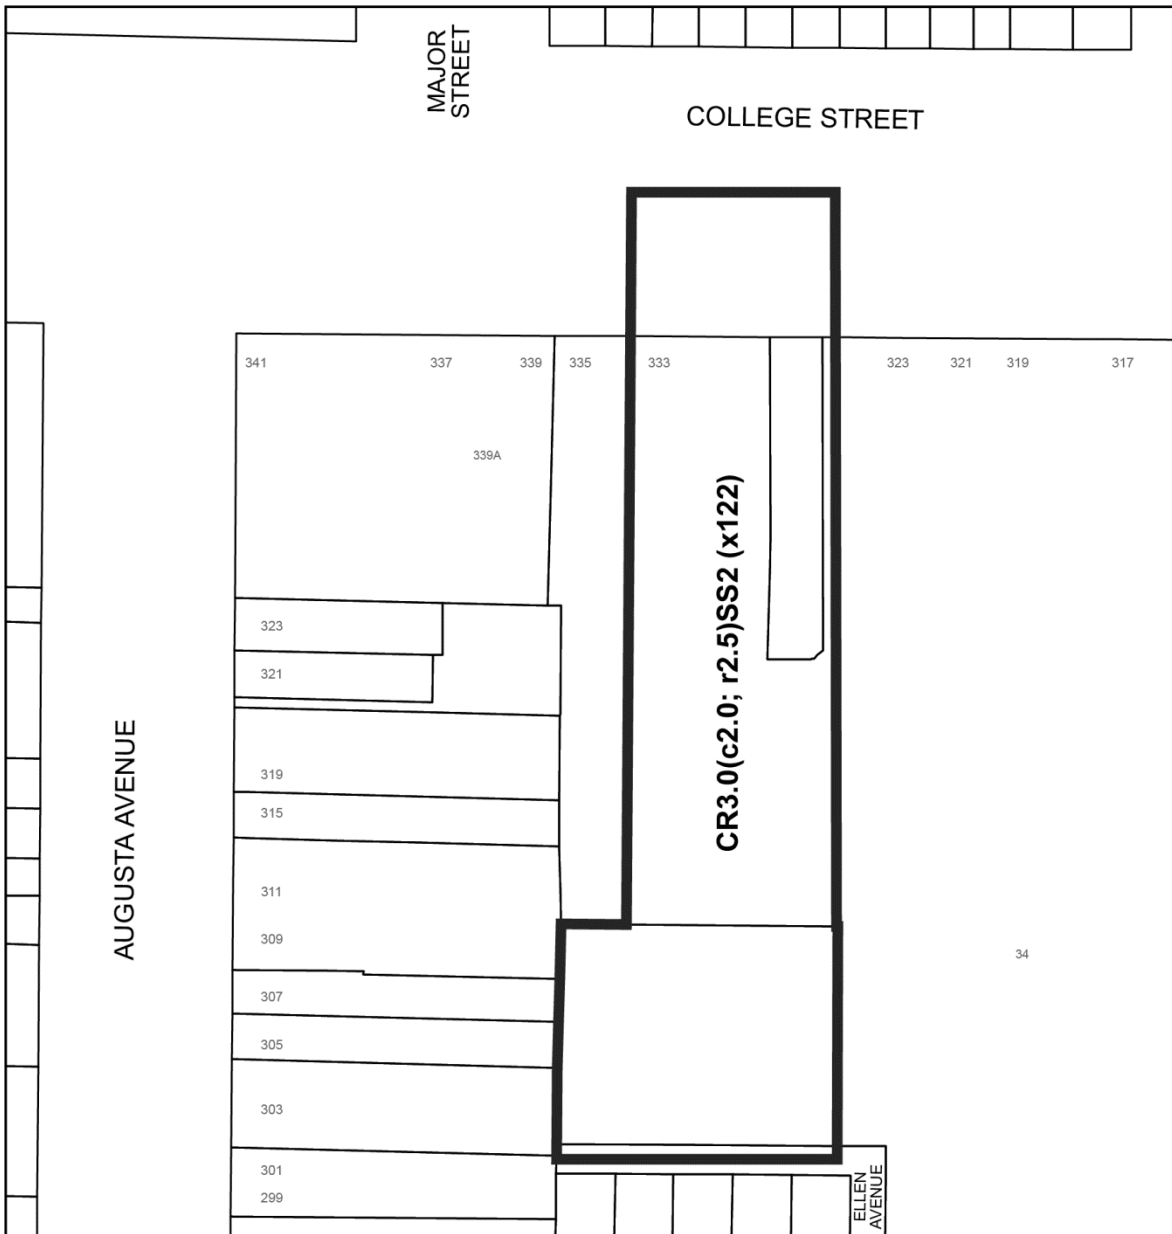 MAJOR
STREET
COLLEGE STREET
341
337
339
335
333
323
321
319
317
339A
CR3.0(c2.0; r2.5)SS2 (x122)
323
321
319
315
311
309
307
305
303
301
299
AUGUSTA AVENUE
34
ELLEN
AVENUE